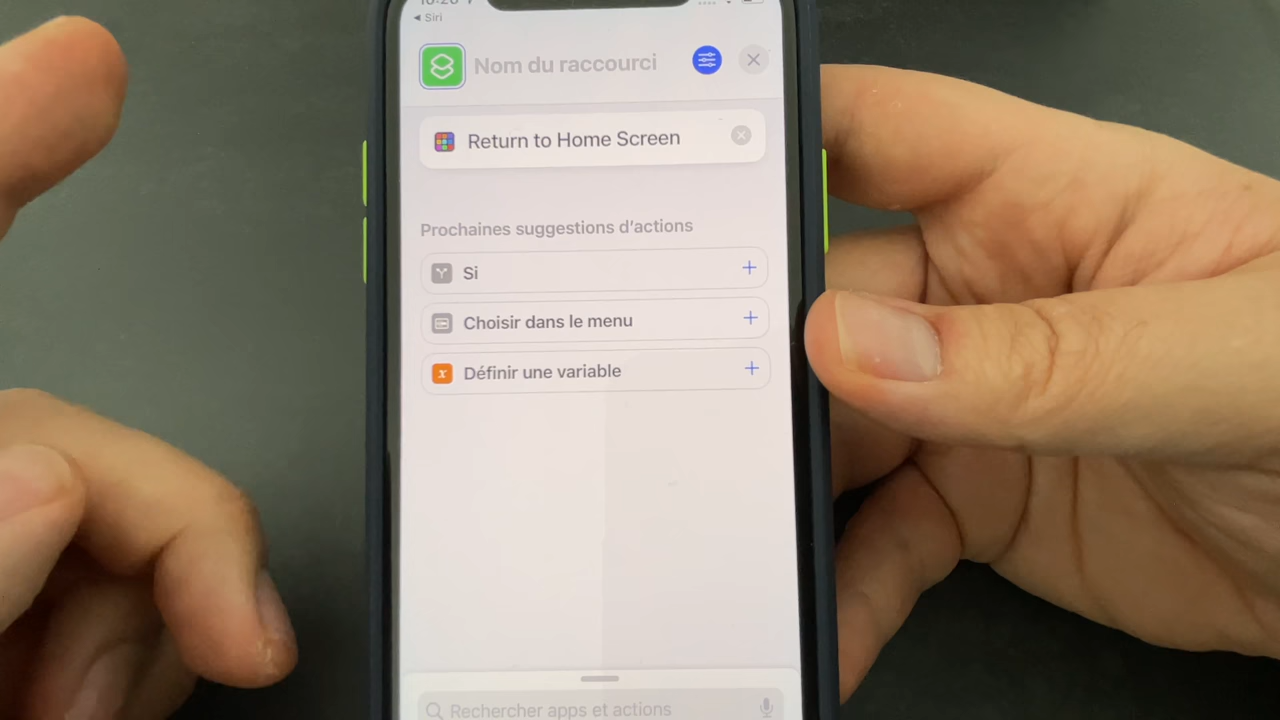 ◂ Siri
Nom du raccourci
Return to Home Screen
Prochaines suggestions d'actions
Si
Choisir dans le menu
Définir une variable
Rechercher apps et actions